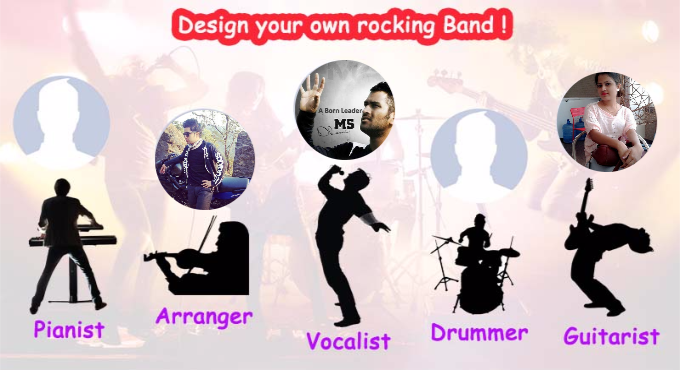 Design your own rocking Band !
A Born Leader
MS
Pianist
Arranger
Vocalist
Drummer
Guitarist